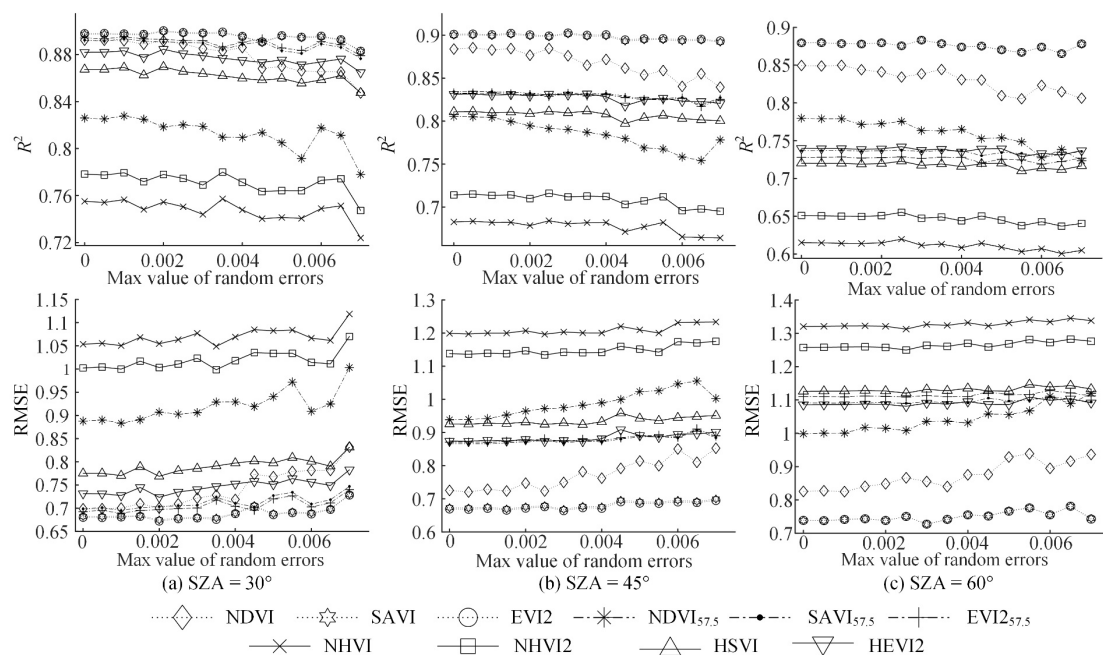 0.88 0.84 0.8 0.76 0.72
R²
0 0.002 0.004 0.006
Max value of random errors
0.9 0.85 0.8 0.75 0.7
R²
0 0.002 0.004 0.006
Max value of random errors
0.9 0.85 0.8 0.75 0.7 0.65 0.6
R²
0 0.002 0.004 0.006
Max value of random errors
1.15 1.1 1.05 1 0.95 0.9 0.85 0.8 0.75 0.7 0.65
RMSE
0 0.002 0.004 0.006
Max value of random errors
(a) SZA = 30°
1.3 1.2 1.1 1 0.9 0.8 0.7 0.6
RMSE
0 0.002 0.004 0.006
Max value of random errors
(b) SZA = 45°
1.4 1.3 1.2 1.1 1 0.9 0.8 0.7
RMSE
0 0.002 0.004 0.006
Max value of random errors
(c) SZA = 60°
NDVI SAVI EVI2 NDVI57.5 SAVI57.5 EVI257.5
NHVI NHVI2 HSVI HEVI2